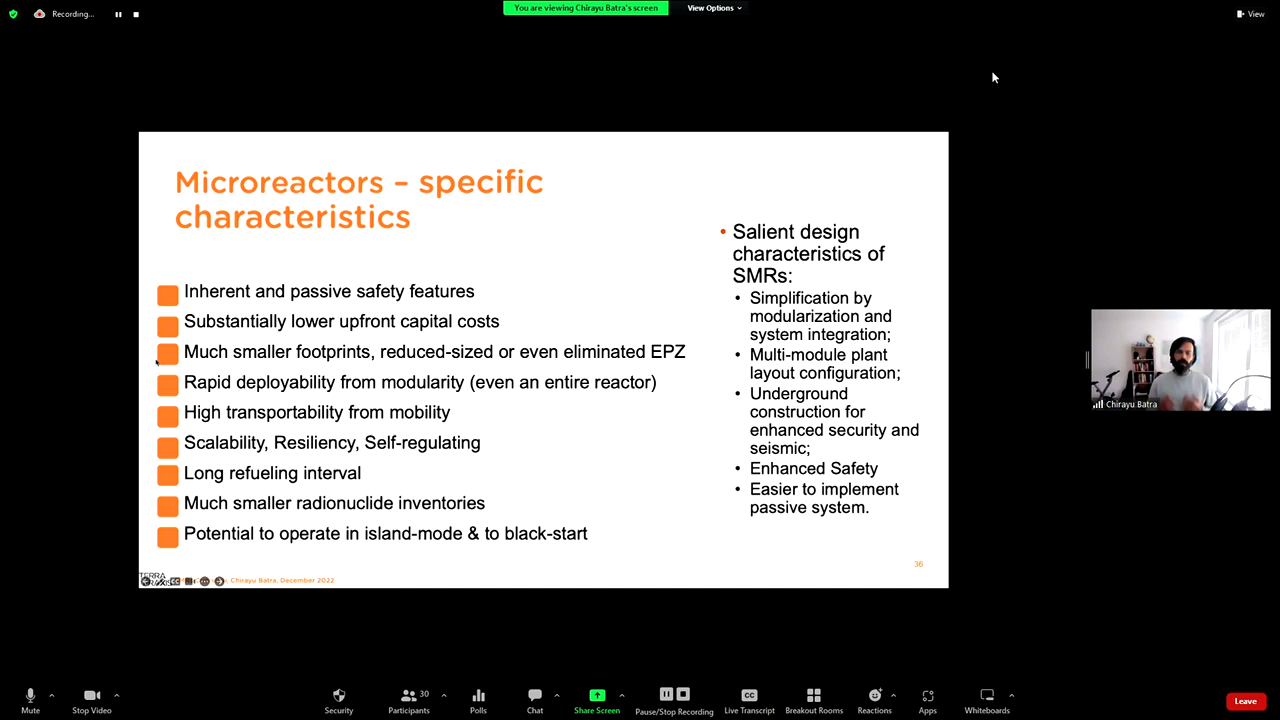 Recording...
You are viewing Chirayu Batra's screen
View Options
View
Microreactors – specific
characteristics
Inherent and passive safety features
Substantially lower upfront capital costs
Much smaller footprints, reduced-sized or even eliminated EPZ
Rapid deployability from modularity (even an entire reactor)
High transportability from mobility
Scalability, Resiliency, Self-regulating
Long refueling interval
Much smaller radionuclide inventories
Potential to operate in island-mode & to black-start
• Salient design
characteristics of
SMRs:
• Simplification by
modularization and
system integration;
• Multi-module plant
layout configuration;
• Underground
construction for
enhanced security and
seismic;
• Enhanced Safety
• Easier to implement
passive system.
36
TERRA
Chirayu Batra, December 2022
Chirayu Batra
Mute
Stop Video
Security
30
Participants
Polls
Chat
Share Screen
Pause/Stop Recording
CC
Live Transcript
Breakout Rooms
Reactions
Apps
Whiteboards
Leave